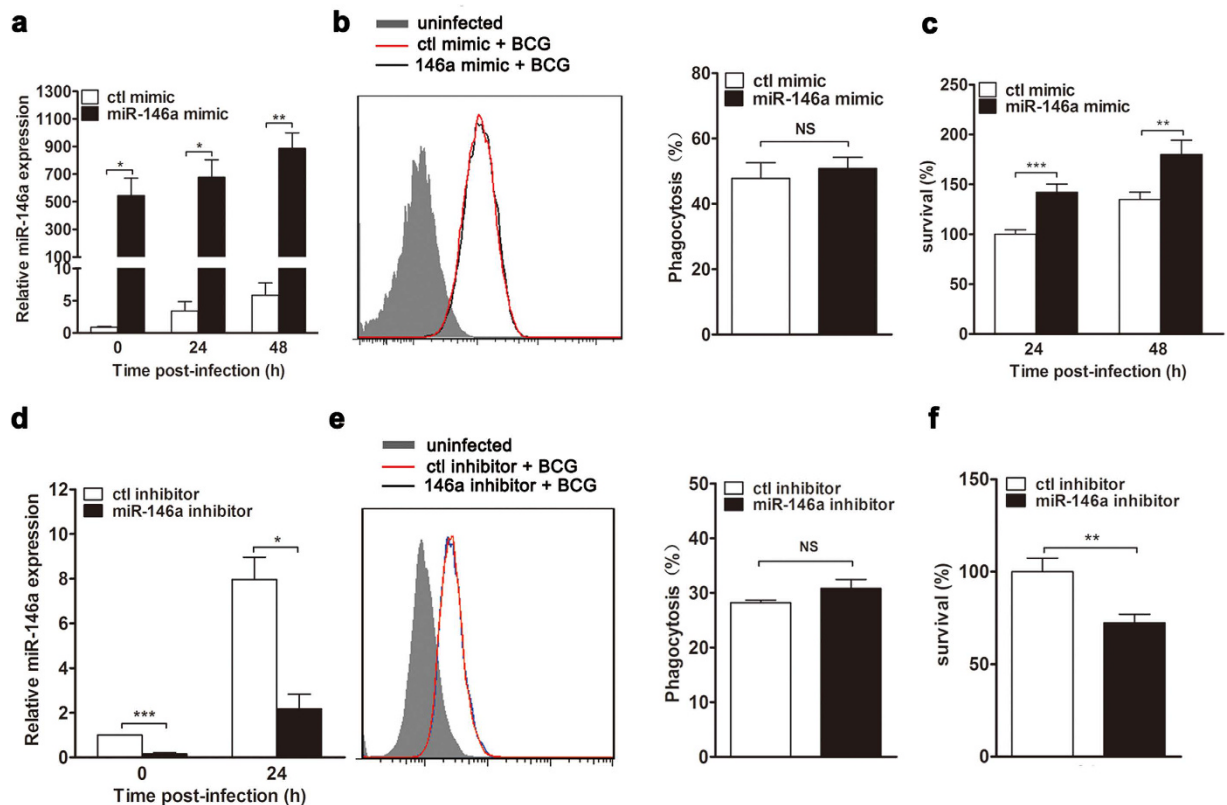 a
ctl mimic
miR-146a mimic
Relative miR-146a expression
1300
1100
900
700
500
300
100
10
5
0
*
*
**
0 24 48
Time post-infection (h)
b
uninfected
ctl mimic + BCG
146a mimic + BCG
ctl mimic
miR-146a mimic
Phagocytosis (%)
80
60
40
20
0
NS
c
ctl mimic
miR-146a mimic
survival (%)
250
200
150
100
50
0
***
**
24 48
Time post-infection (h)
d
ctl inhibitor
miR-146a inhibitor
Relative miR-146a expression
12
10
8
6
4
2
0
***
*
0 24
Time post-infection (h)
e
uninfected
ctl inhibitor + BCG
146a inhibitor + BCG
ctl inhibitor
miR-146a inhibitor
Phagocytosis (%)
50
40
30
20
10
0
NS
f
ctl inhibitor
miR-146a inhibitor
survival (%)
150
100
50
0
**